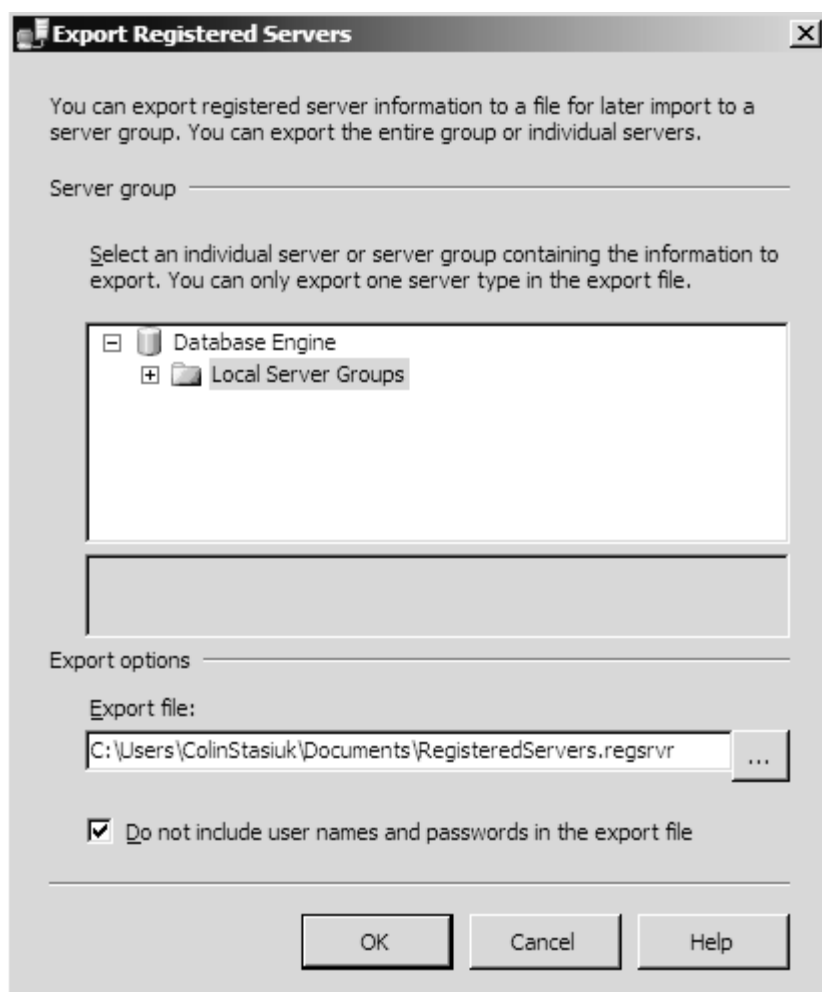 Export Registered Servers
You can export registered server information to a file for later import to a
server group. You can export the entire group or individual servers.
Server group
Select an individual server or server group containing the information to
export. You can only export one server type in the export file.
Database Engine
Local Server Groups
Export options
Export file:
C:\Users\ColinStasiuk\Documents\RegisteredServers.regsrvr
...
Do not include user names and passwords in the export file
OK Cancel Help